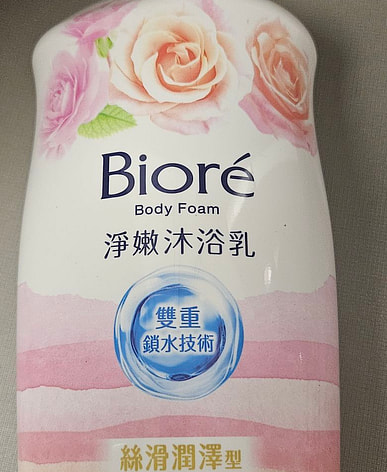 Bioré
Body Foam
淨嫩沐浴乳
雙重
鎖水技術
絲滑潤澤型